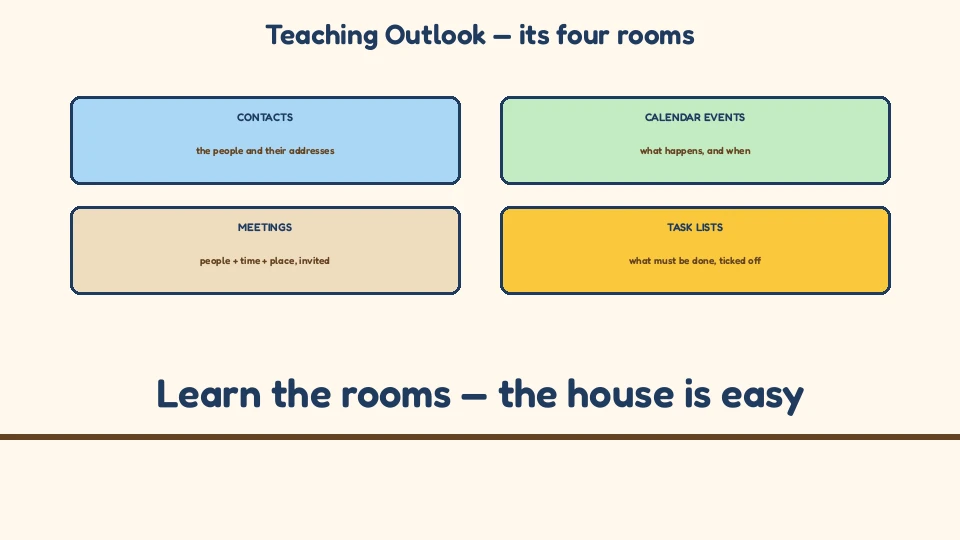 Teaching Outlook — its four rooms
CONTACTS
the people and their addresses
CALENDAR EVENTS
what happens, and when
MEETINGS
people + time + place, invited
TASK LISTS
what must be done, ticked off
Learn the rooms — the house is easy